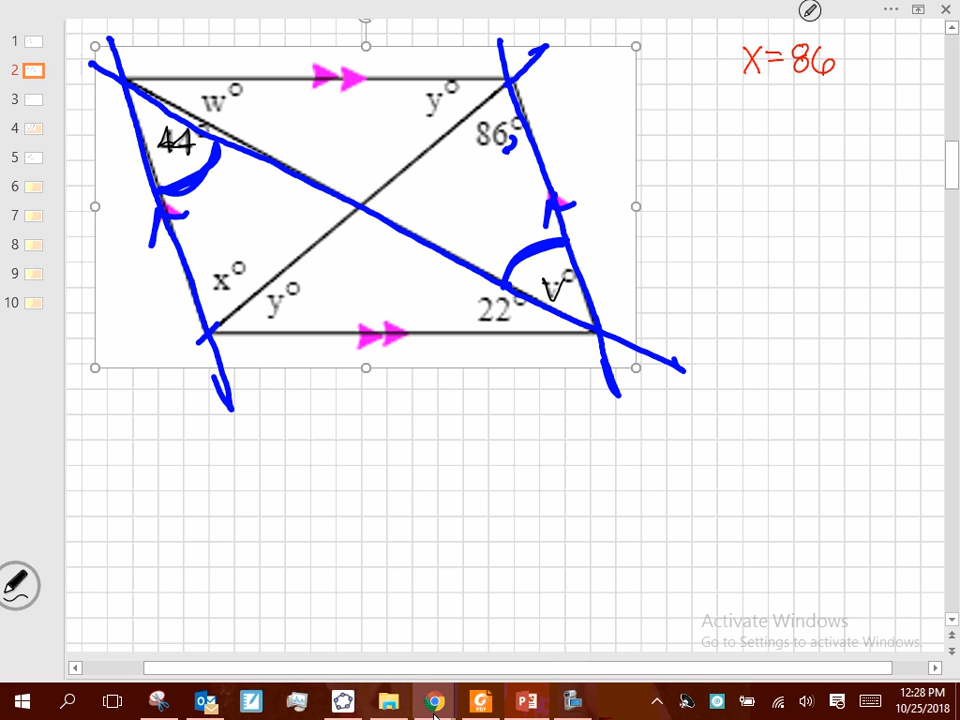 1
2
3
4
5
6
7
8
9
10
X=86
w°
y°
44°
86°
x°
y°
22°
v°
Activate Windows
Go to Settings to activate Windows.
12:28 PM
10/25/2018